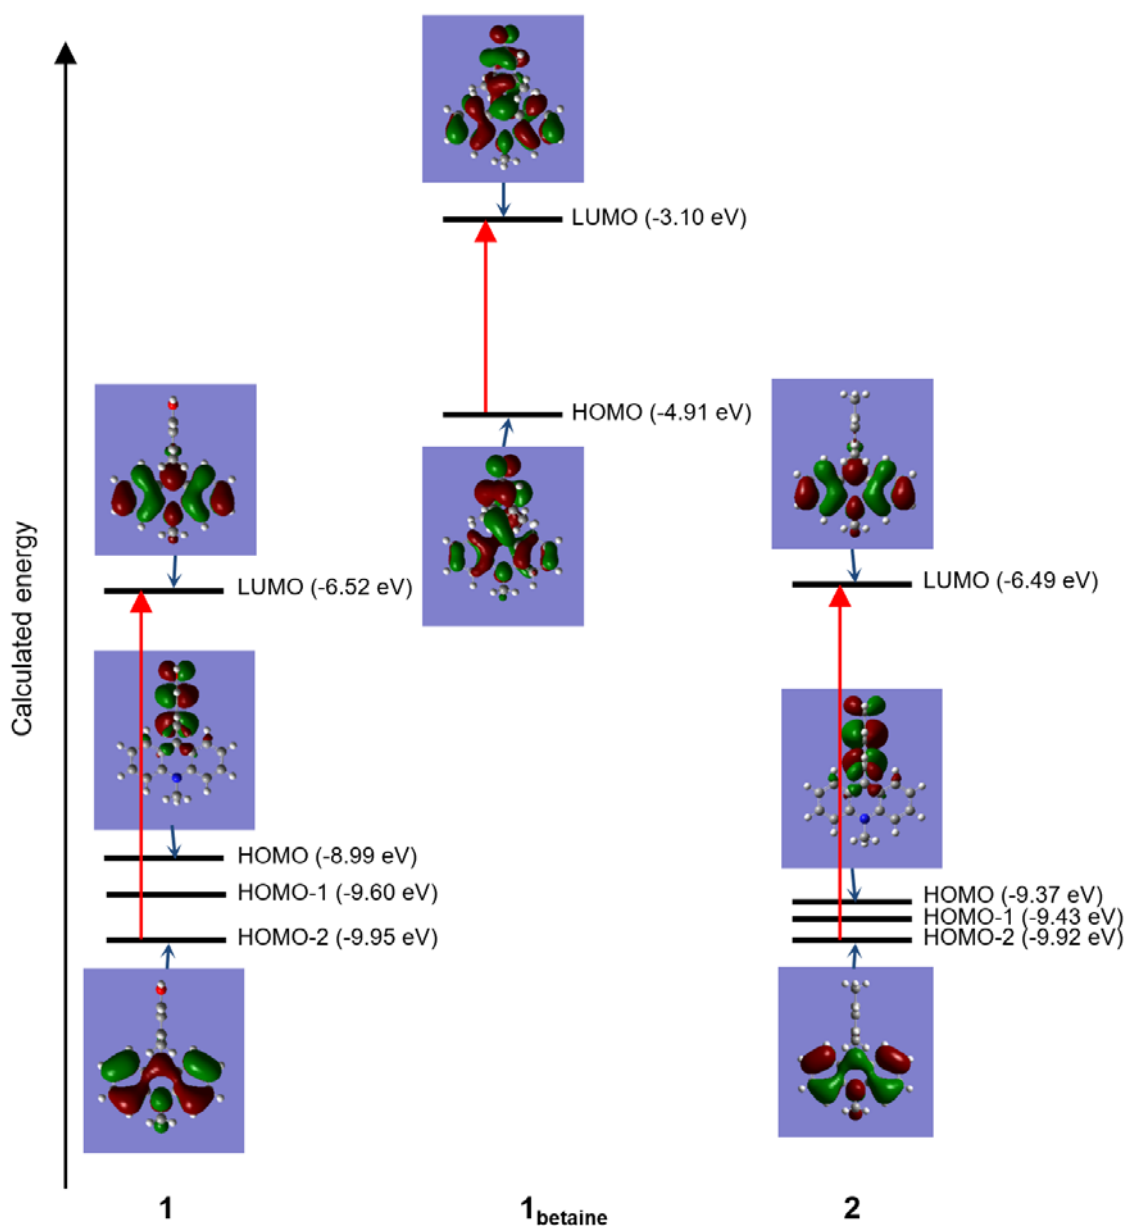 Calculated energy
LUMO (-3.10 eV)
HOMO (-4.91 eV)
LUMO (-6.52 eV)
LUMO (-6.49 eV)
HOMO (-8.99 eV)
HOMO-1 (-9.60 eV)
HOMO-2 (-9.95 eV)
HOMO (-9.37 eV)
HOMO-1 (-9.43 eV)
HOMO-2 (-9.92 eV)
1
1betaine
2